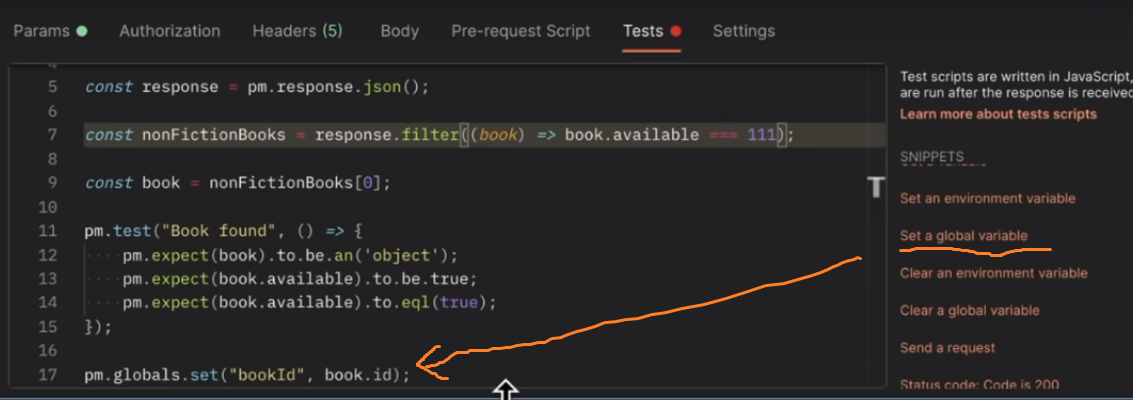 Params Authorization Headers (5) Body Pre-request Script Tests Settings
5 const response = pm.response.json();
6
7 const nonFictionBooks = response.filter((book) => book.available === 111);
8
9 const book = nonFictionBooks[0];
10
11 pm.test("Book found", () => {
12 pm.expect(book).to.be.an('object');
13 pm.expect(book.available).to.be.true;
14 pm.expect(book.available).to.eql(true);
15 });
16
17 pm.globals.set("bookId", book.id);
Test scripts are written in JavaScript,
are run after the response is received
Learn more about tests scripts
SNIPPETS
Set an environment variable
Set a global variable
Clear an environment variable
Clear a global variable
Send a request
Status code: Code is 200